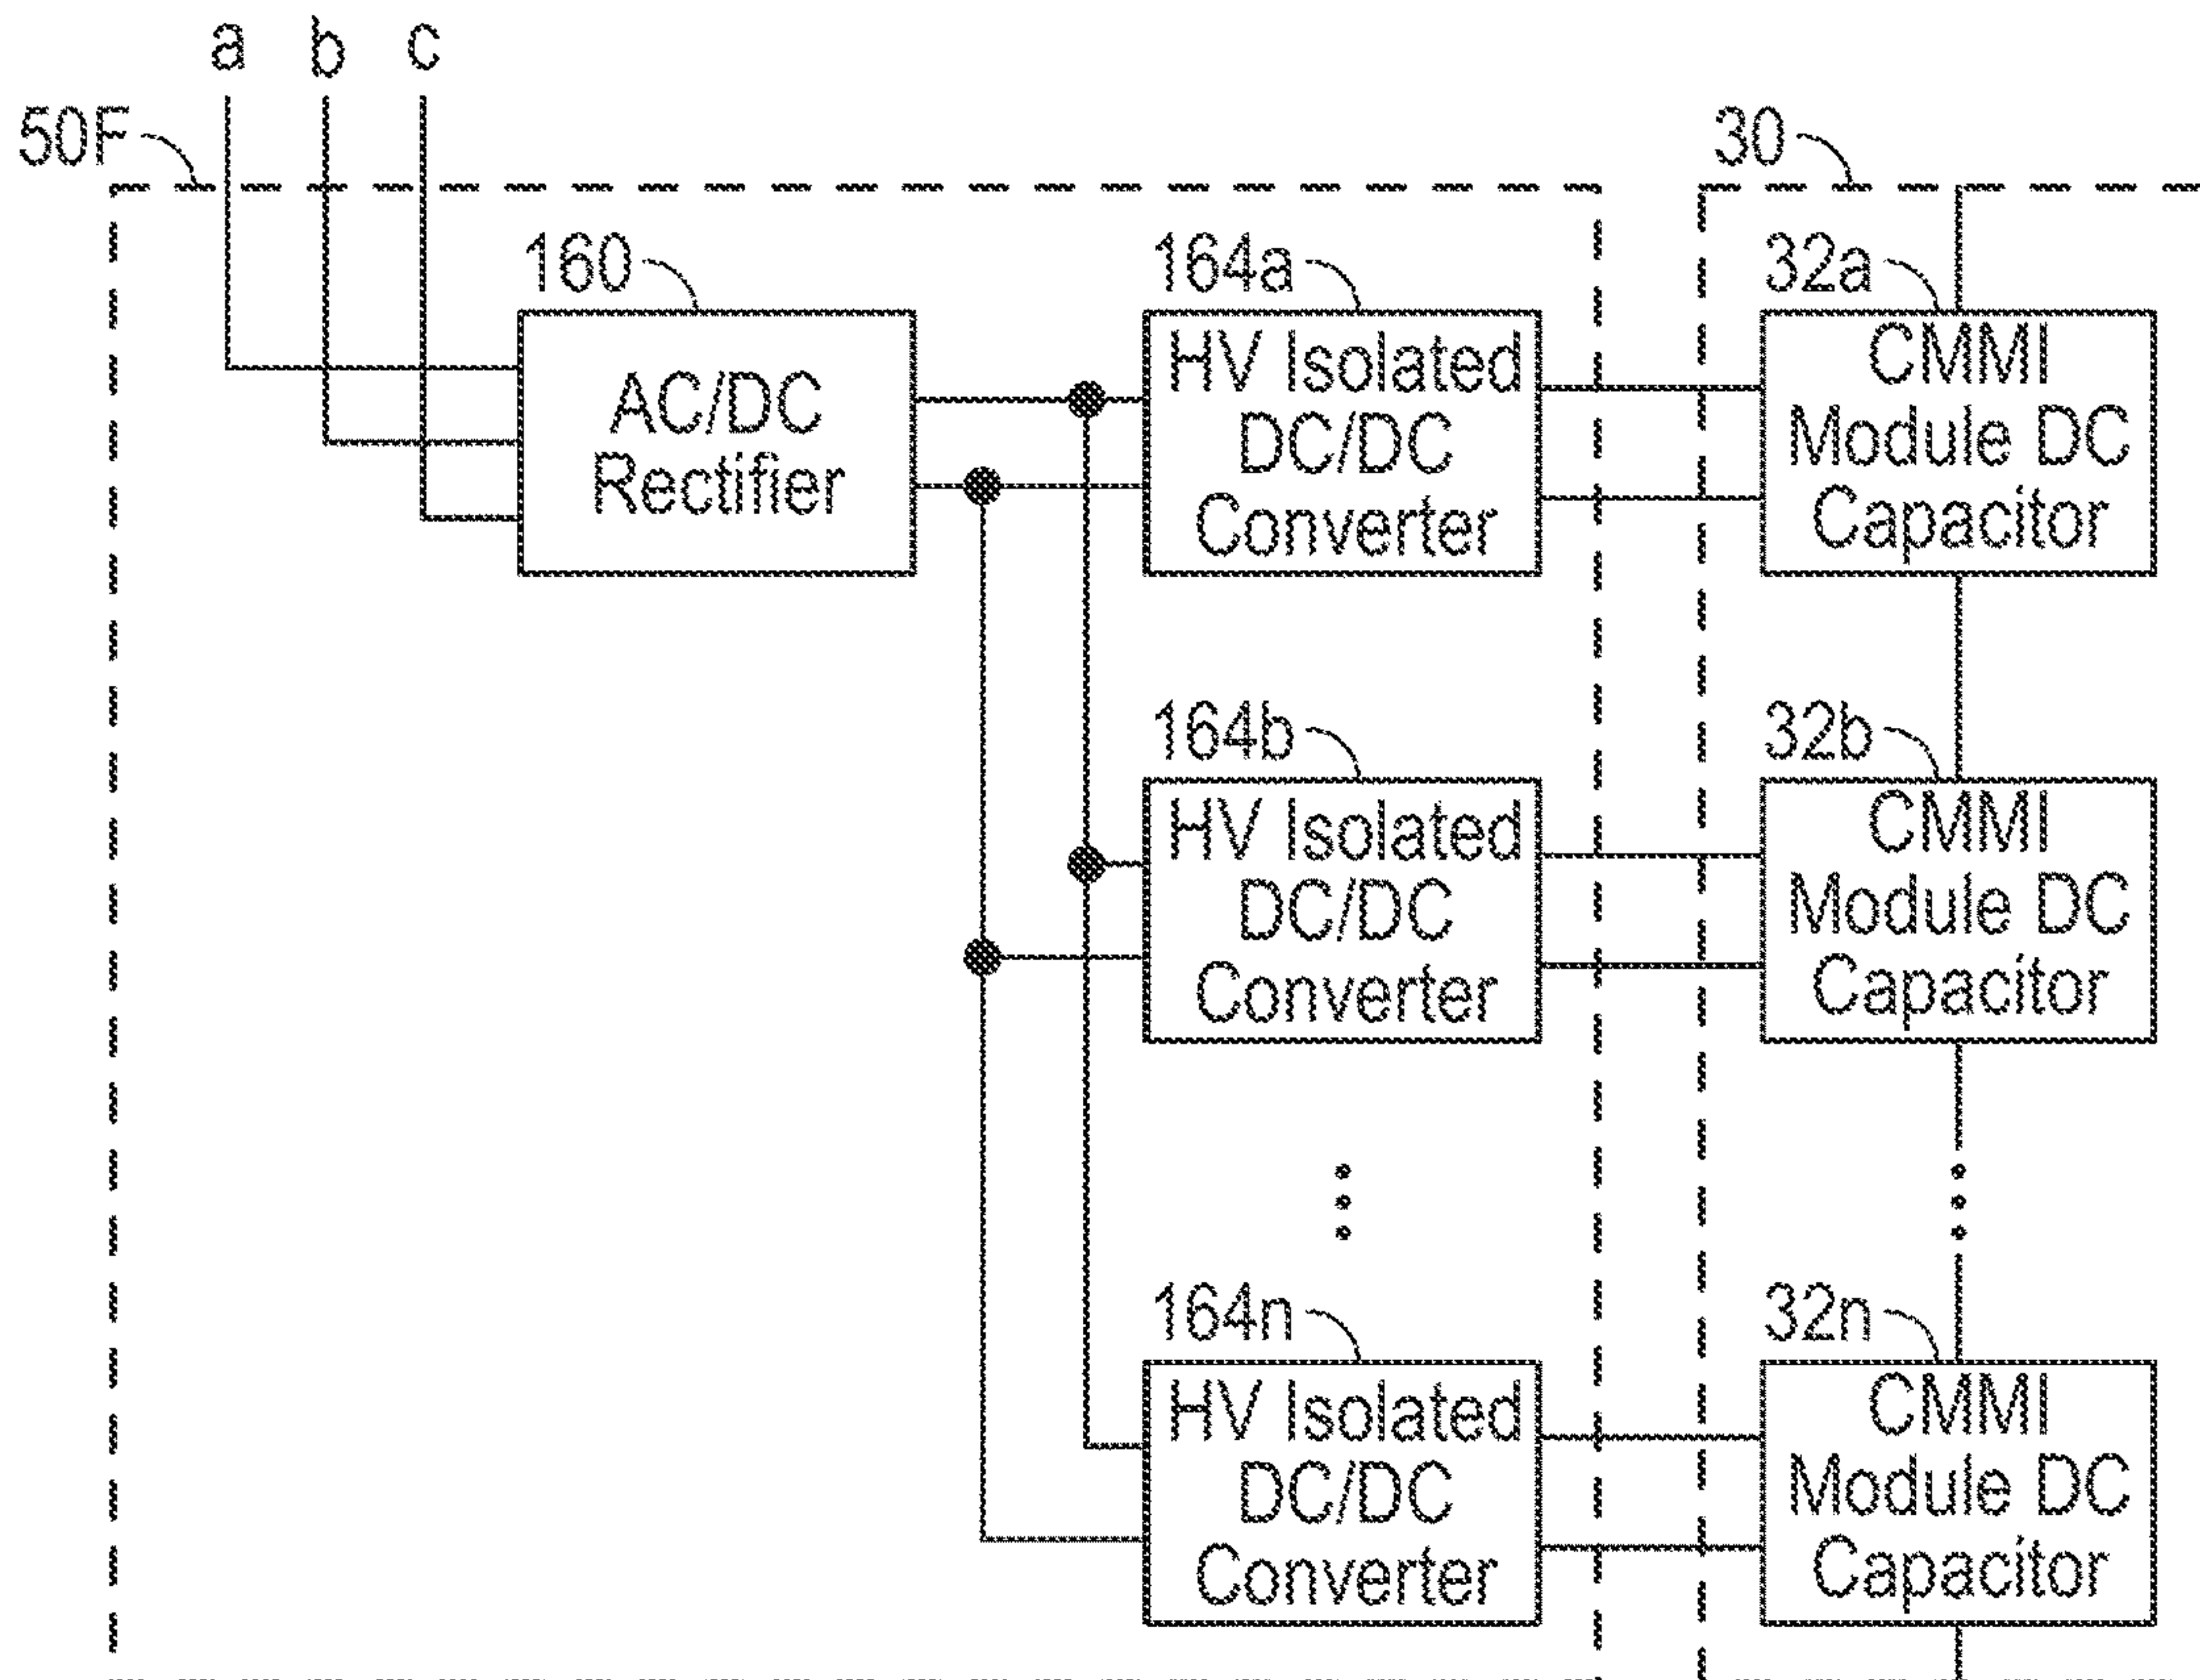 a b c
50F
30
160
164a
32a
AC/DC
Rectifier
HV Isolated
DC/DC
Converter
CMMI
Module DC
Capacitor
164b
32b
HV Isolated
DC/DC
Converter
CMMI
Module DC
Capacitor
164n
32n
HV Isolated
DC/DC
Converter
CMMI
Module DC
Capacitor